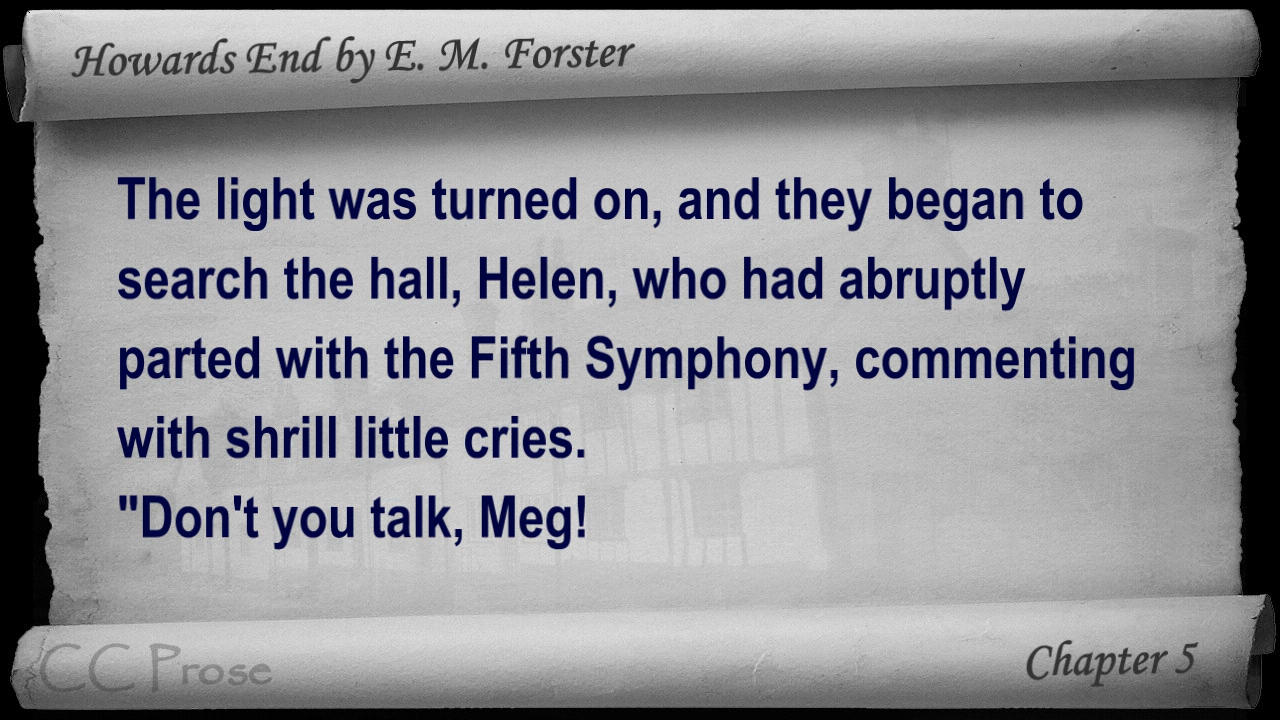 Howards End by E. M. Forster
The light was turned on, and they began to
search the hall, Helen, who had abruptly
parted with the Fifth Symphony, commenting
with shrill little cries.
"Don't you talk, Meg!
CC Prose
Chapter 5